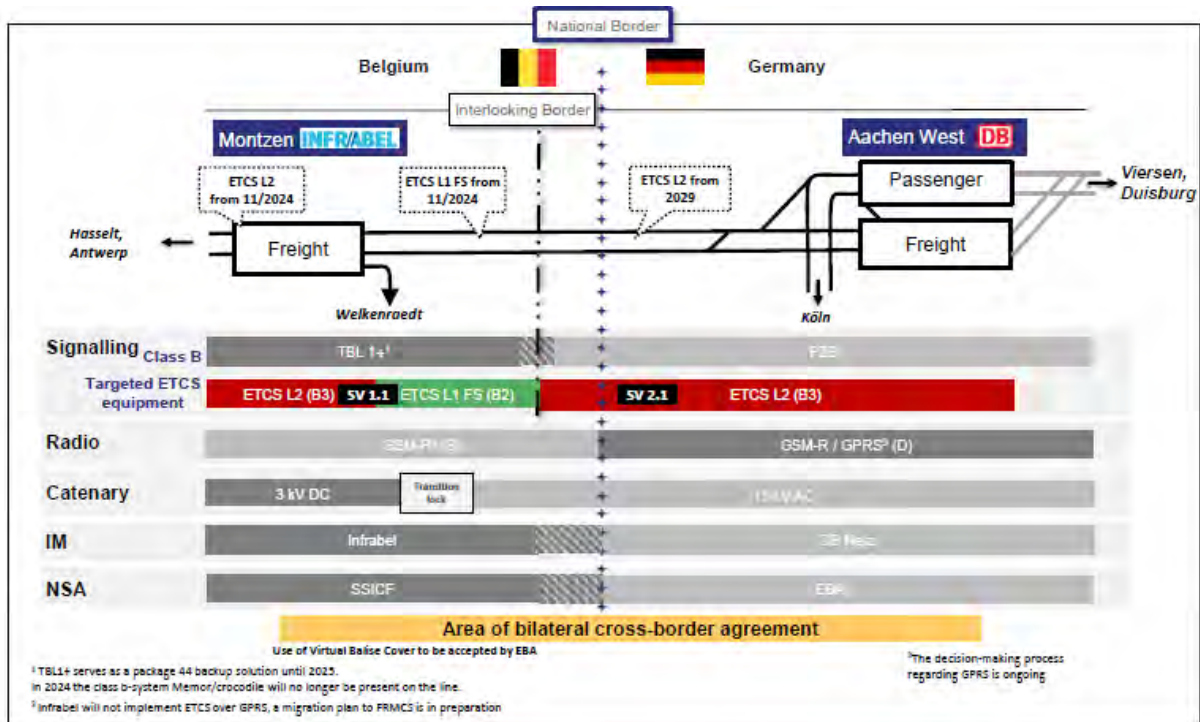 National Border
Belgium
Germany
Interlooking Border
Montzen INFRABEL
Aachen West DB
ETCS L2
from 11/2024
ETCS L1 FS from
11/2024
ETCS L2 from
2029
Passenger
Viersen,
Duisburg
Hasselt,
Antwerp
Freight
Freight
Welkenraedt
Köln
Signalling Class B
TBL 1+¹
Targeted ETCS
equipment
ETCS L2 (B3) SV 1.1 ETCS L1 FS (B2) SV 2.1 ETCS L2 (B3)
Radio
GSM-R / GPRS³ (D)
Catenary
3 kV DC
Transition
lock
IM
Infrabel
NSA
SSICF
Area of bilateral cross-border agreement
Use of Virtual Balise Cover to be accepted by EBA
¹ TBL1+ serves as a package 44 backup solution until 2025.
In 2024 the class b-system Memor/crocodile will no longer be present on the line.
² Infrabel will not implement ETCS over GPRS, a migration plan to FRMCS is in preparation
³The decision-making process
regarding GPRS is ongoing